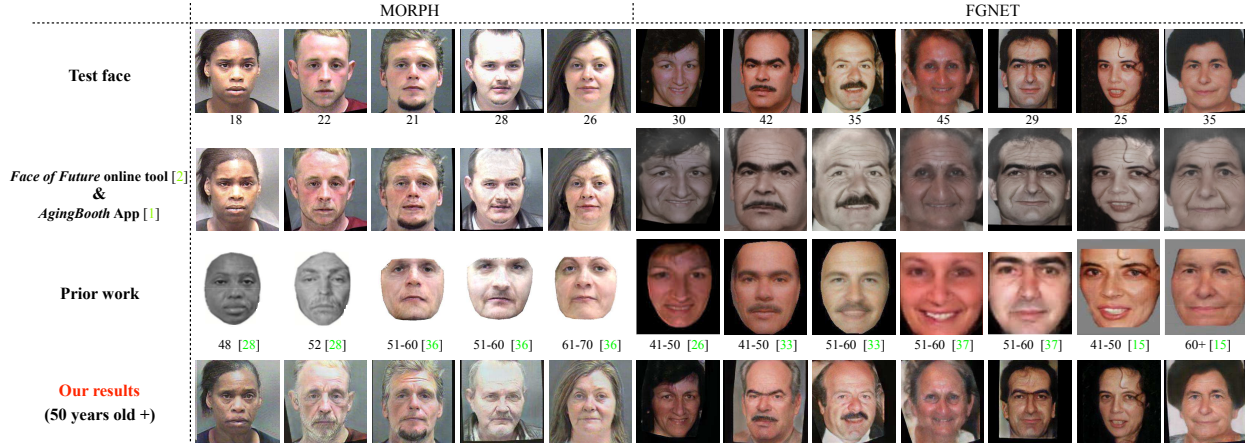 MORPH FGNET
Test face
18 22 21 28 26 30 42 35 45 29 25 35
Face of Future online tool [2]
&
AgingBooth App [1]
Prior work
48 [28] 52 [28] 51-60 [36] 51-60 [36] 61-70 [36] 41-50 [26] 41-50 [33] 51-60 [33] 51-60 [37] 51-60 [37] 41-50 [15] 60+ [15]
Our results
(50 years old +)